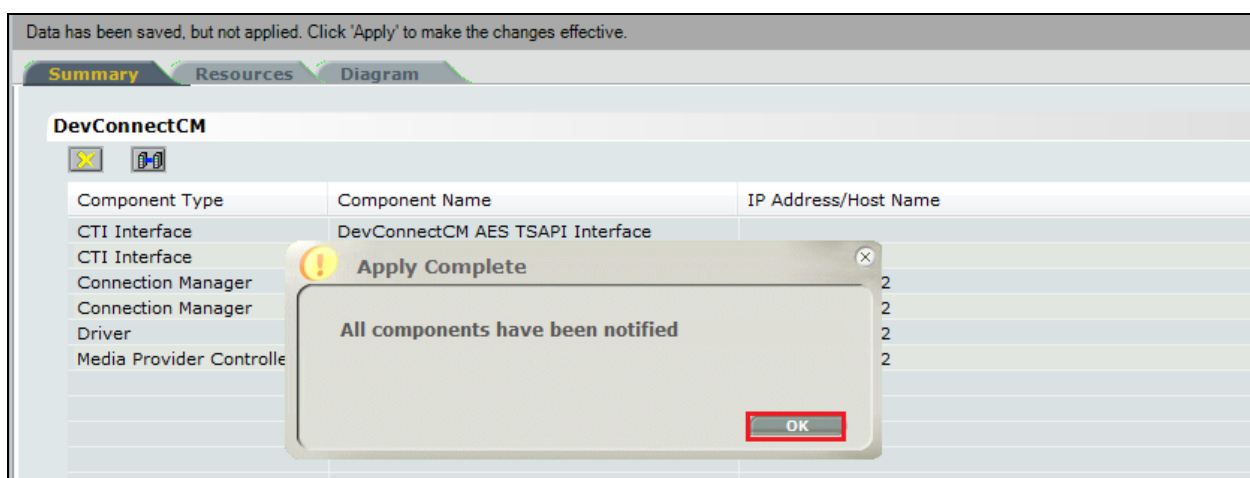 Data has been saved, but not applied. Click 'Apply' to make the changes effective.
Summary Resources Diagram
DevConnectCM
Component Type Component Name IP Address/Host Name
CTI Interface DevConnectCM AES TSAPI Interface
CTI Interface
Apply Complete
Connection Manager 2
Connection Manager 2
All components have been notified
Driver 2
Media Provider Controlle 2
OK